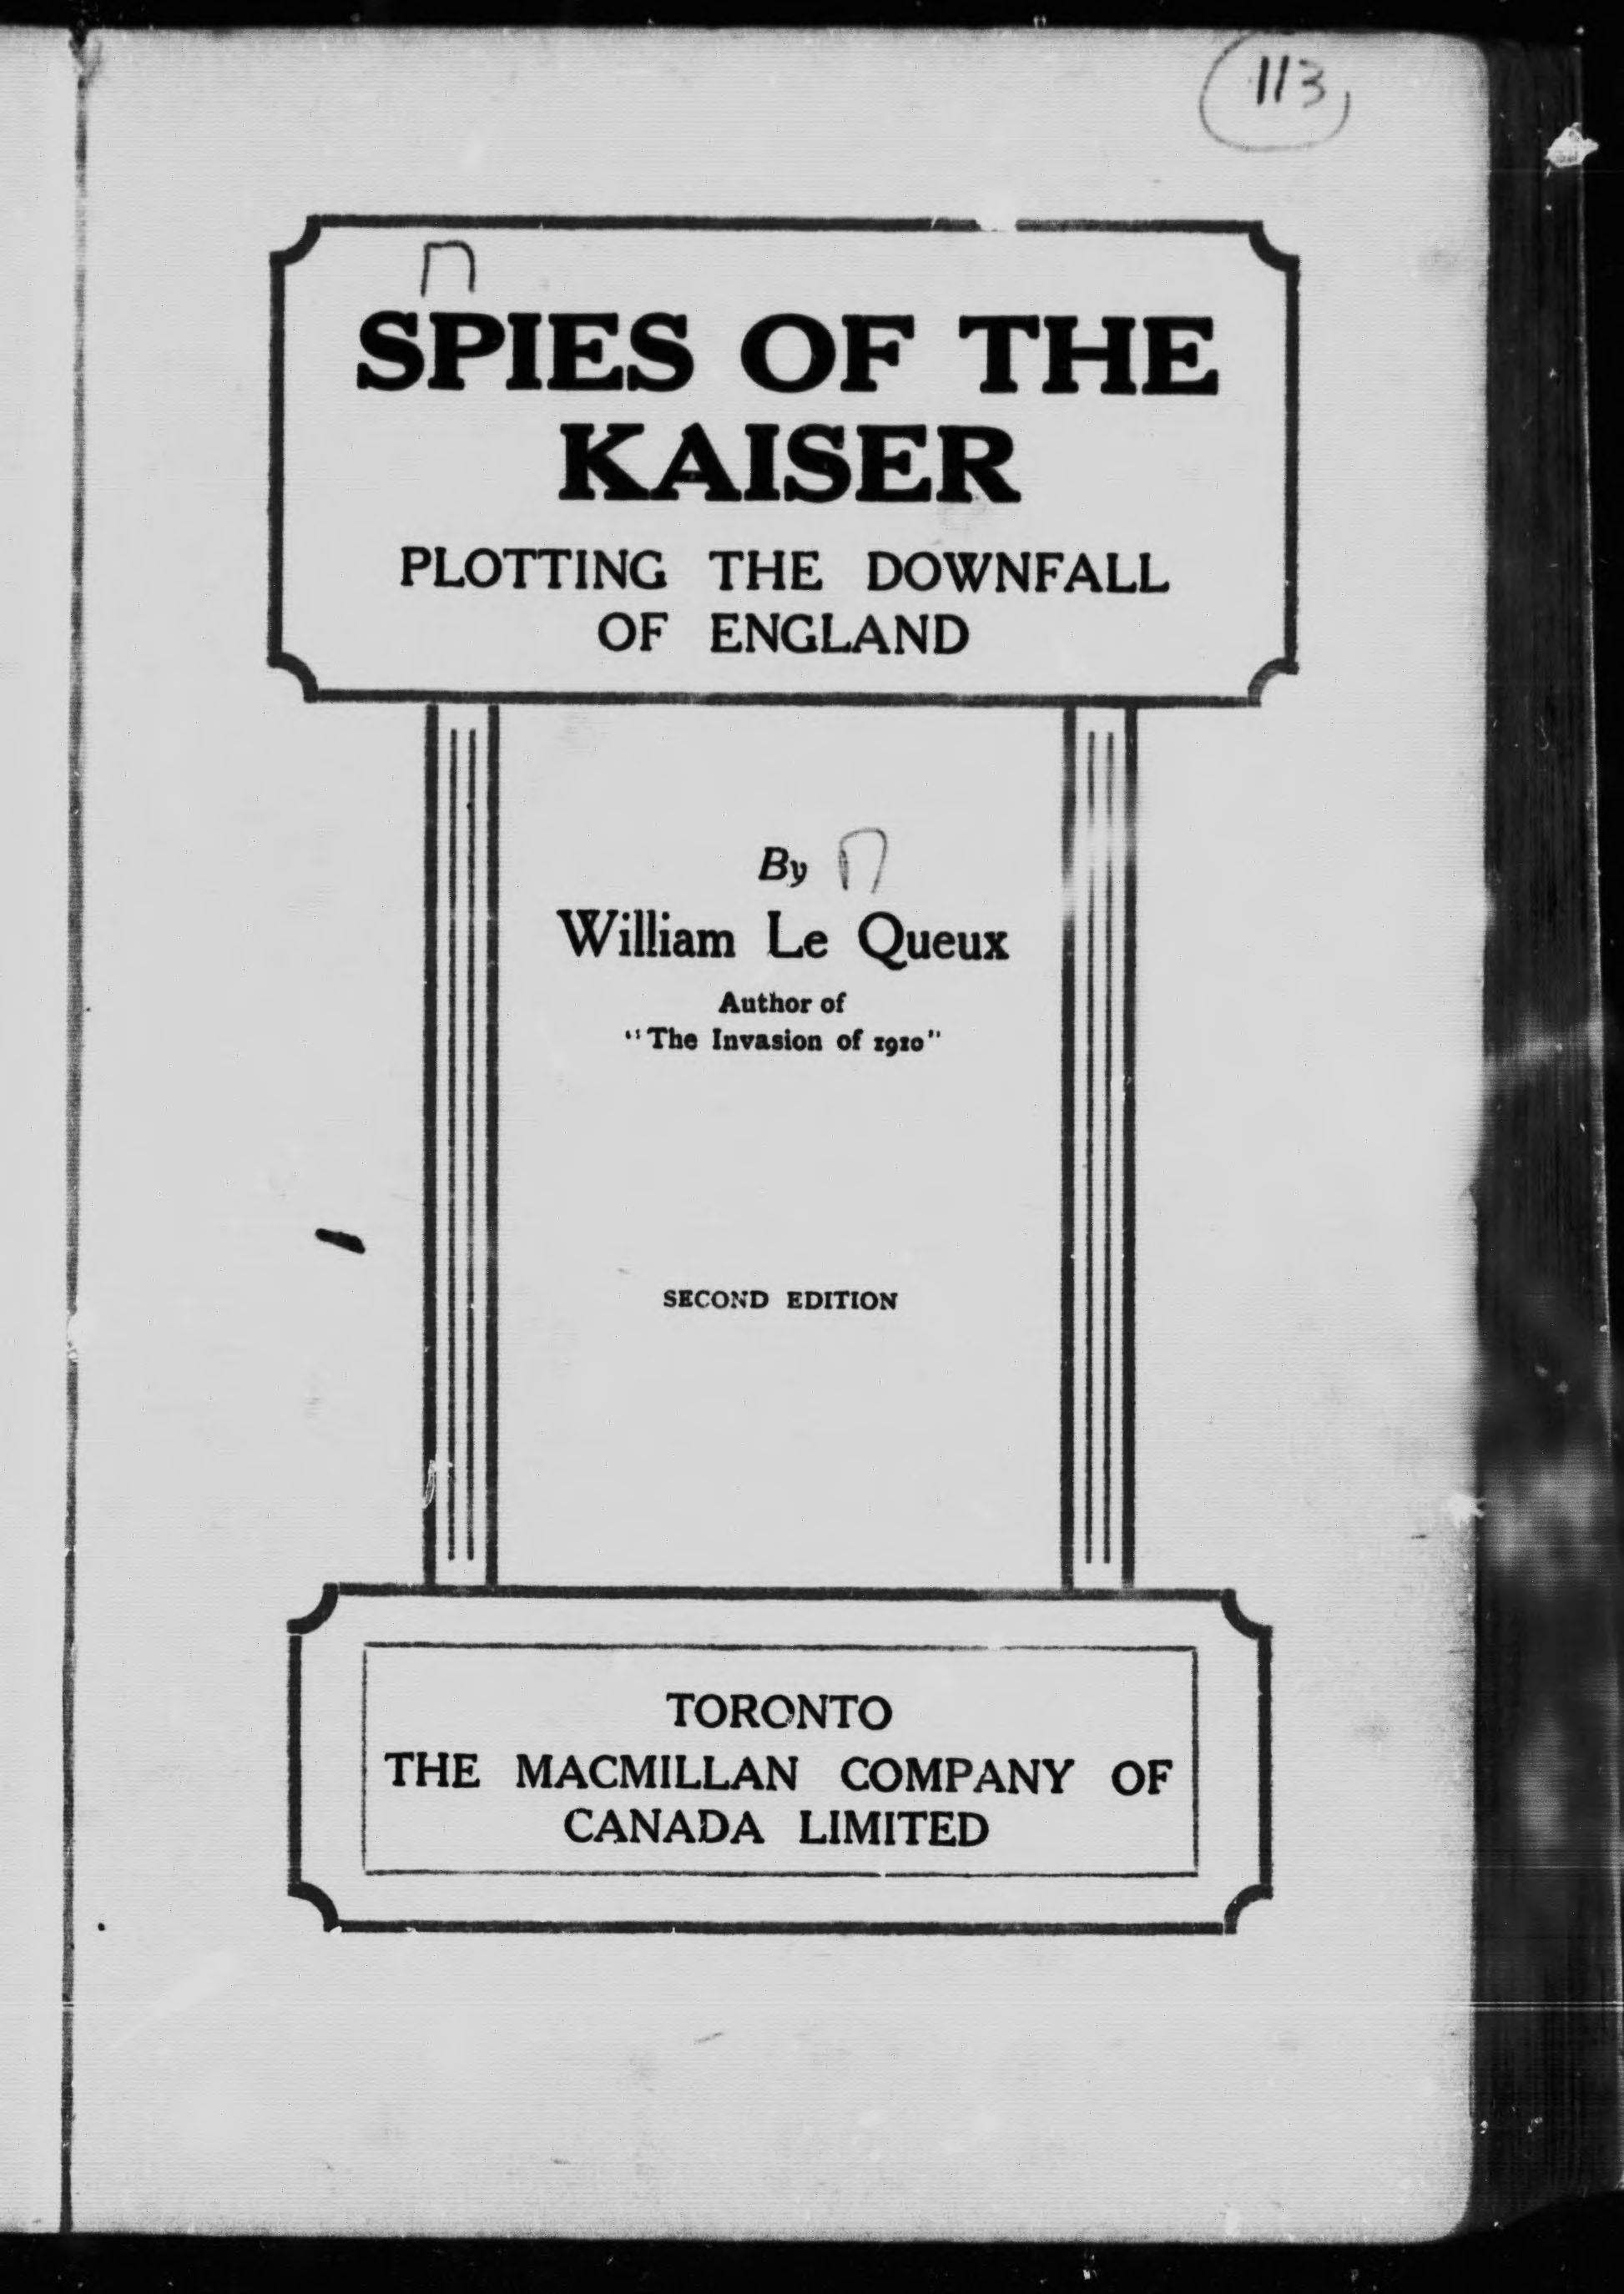 113
SPIES OF THE
KAISER
PLOTTING THE DOWNFALL
OF ENGLAND
By
William Le Queux
Author of
"The Invasion of 1910"
SECOND EDITION
TORONTO
THE MACMILLAN COMPANY OF
CANADA LIMITED